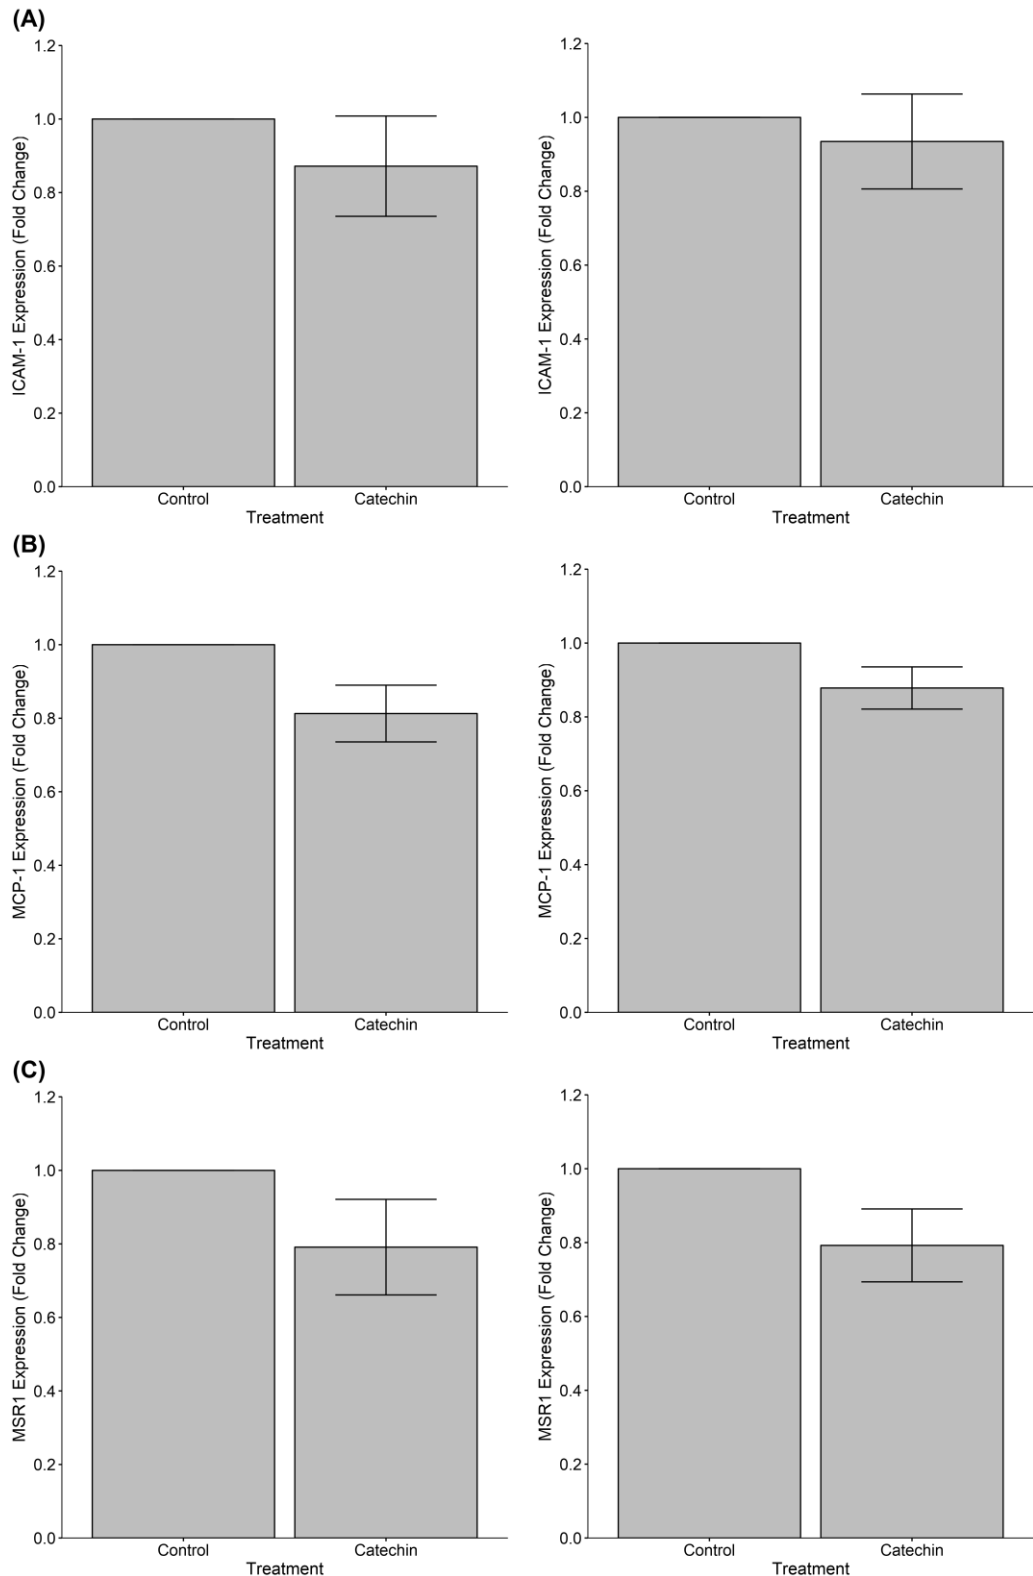 (A)
ICAM-1 Expression (Fold Change)
1.2
1.0
0.8
0.6
0.4
0.2
0.0
Control Catechin
Treatment
ICAM-1 Expression (Fold Change)
1.2
1.0
0.8
0.6
0.4
0.2
0.0
Control Catechin
Treatment
(B)
MCP-1 Expression (Fold Change)
1.2
1.0
0.8
0.6
0.4
0.2
0.0
Control Catechin
Treatment
MCP-1 Expression (Fold Change)
1.2
1.0
0.8
0.6
0.4
0.2
0.0
Control Catechin
Treatment
(C)
MSR1 Expression (Fold Change)
1.2
1.0
0.8
0.6
0.4
0.2
0.0
Control Catechin
Treatment
MSR1 Expression (Fold Change)
1.2
1.0
0.8
0.6
0.4
0.2
0.0
Control Catechin
Treatment